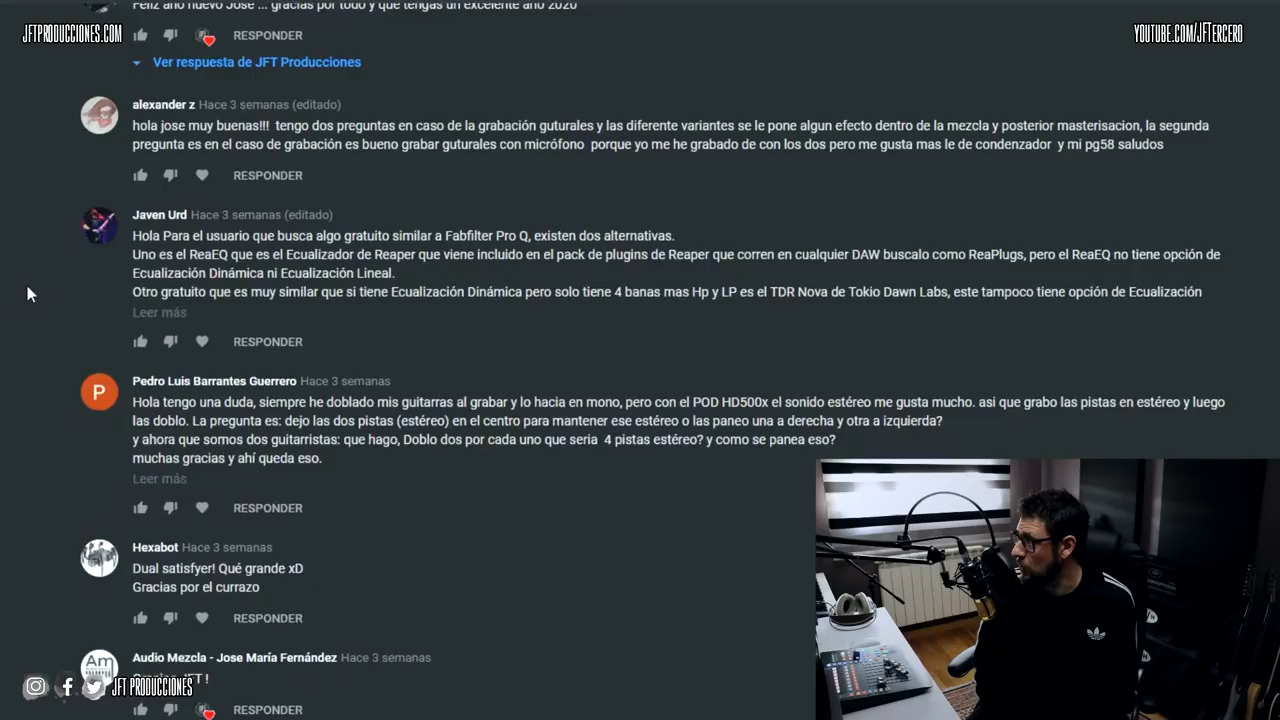 Feliz año nuevo Jose ... gracias por todo y que tengas un excelente año 2020
JFTPRODUCCIONES.COM
YOUTUBE.COM/JFTERCERO
RESPONDER
Ver respuesta de JFT Producciones
alexander z Hace 3 semanas (editado)
hola jose muy buenas!!! tengo dos preguntas en caso de la grabación guturales y las diferente variantes se le pone algun efecto dentro de la mezcla y posterior masterisacion, la segunda
pregunta es en el caso de grabación es bueno grabar guturales con micrófono porque yo me he grabado de con los dos pero me gusta mas le de condenzador y mi pg58 saludos
RESPONDER
Javen Urd Hace 3 semanas (editado)
Hola Para el usuario que busca algo gratuito similar a Fabfilter Pro Q, existen dos alternativas.
Uno es el ReaEQ que es el Ecualizador de Reaper que viene incluido en el pack de plugins de Reaper que corren en cualquier DAW buscalo como ReaPlugs, pero el ReaEQ no tiene opción de
Ecualización Dinámica ni Ecualización Lineal.
Otro gratuito que es muy similar que si tiene Ecualización Dinámica pero solo tiene 4 banas mas Hp y LP es el TDR Nova de Tokio Dawn Labs, este tampoco tiene opción de Ecualización
Leer más
RESPONDER
P
Pedro Luis Barrantes Guerrero Hace 3 semanas
Hola tengo una duda, siempre he doblado mis guitarras al grabar y lo hacia en mono, pero con el POD HD500x el sonido estéreo me gusta mucho. asi que grabo las pistas en estéreo y luego
las doblo. La pregunta es: dejo las dos pistas (estéreo) en el centro para mantener ese estéreo o las paneo una a derecha y otra a izquierda?
y ahora que somos dos guitarristas: que hago, Doblo dos por cada uno que seria 4 pistas estéreo? y como se panea eso?
muchas gracias y ahí queda eso.
Leer más
RESPONDER
Hexabot Hace 3 semanas
Dual satisfyer! Qué grande xD
Gracias por el currazo
RESPONDER
Am
Audio Mezcla - Jose María Fernández Hace 3 semanas
JFT PRODUCCIONES
RESPONDER